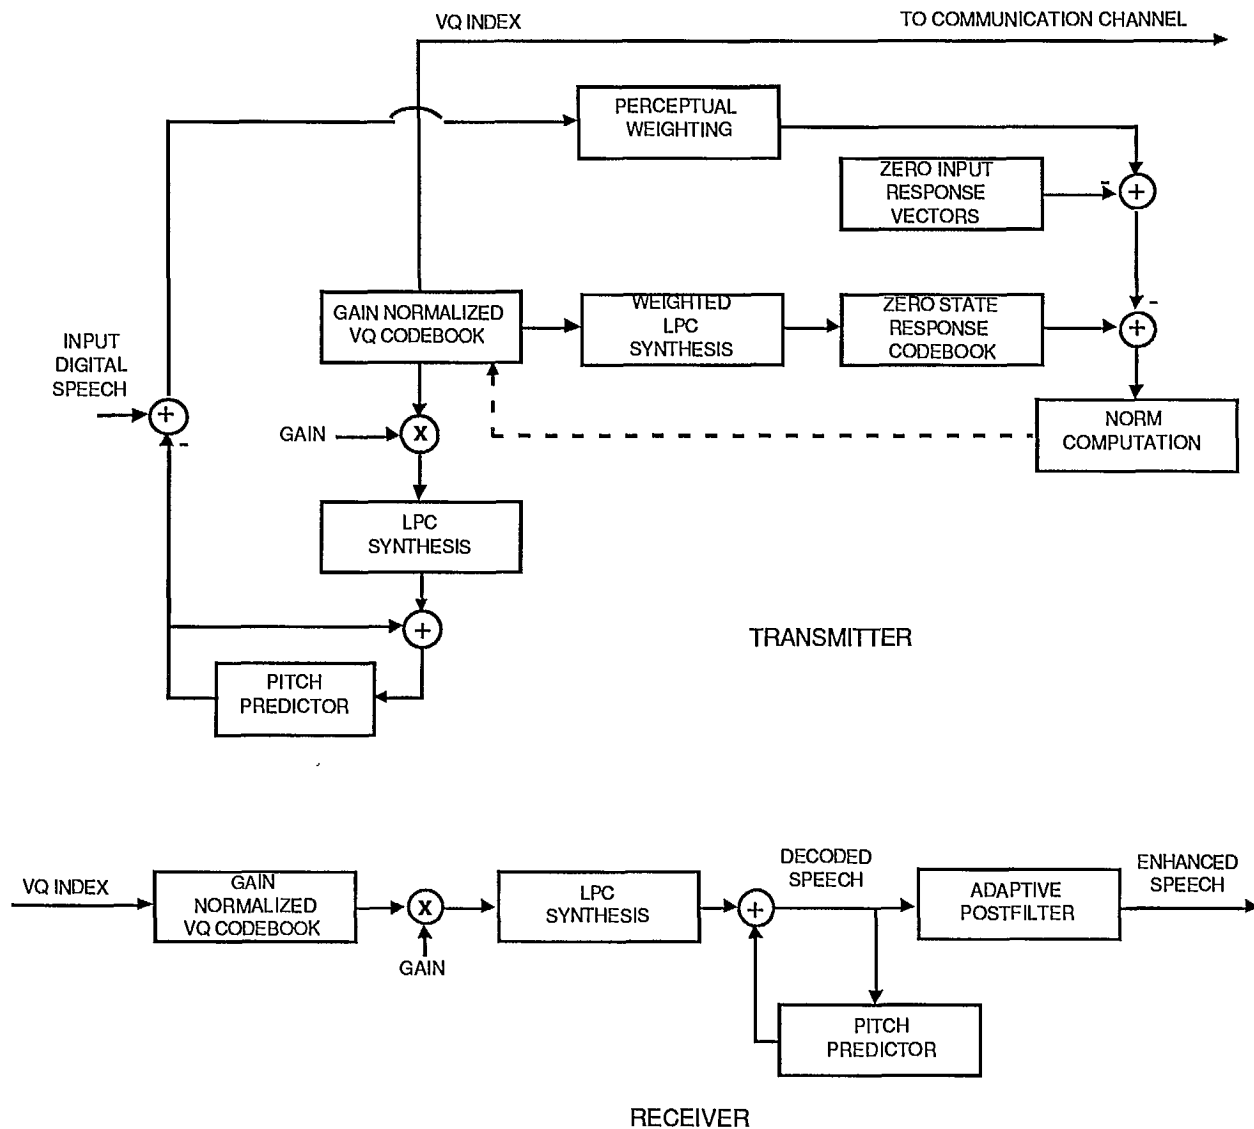 VQ INDEX
TO COMMUNICATION CHANNEL
PERCEPTUAL
WEIGHTING
ZERO INPUT
RESPONSE
VECTORS
-
+
GAIN NORMALIZED
VQ CODEBOOK
WEIGHTED
LPC
SYNTHESIS
ZERO STATE
RESPONSE
CODEBOOK
-
+
INPUT
DIGITAL
SPEECH
+
-
GAIN
X
NORM
COMPUTATION
LPC
SYNTHESIS
+
TRANSMITTER
PITCH
PREDICTOR
VQ INDEX
GAIN
NORMALIZED
VQ CODEBOOK
X
GAIN
LPC
SYNTHESIS
+
DECODED
SPEECH
ADAPTIVE
POSTFILTER
ENHANCED
SPEECH
PITCH
PREDICTOR
RECEIVER